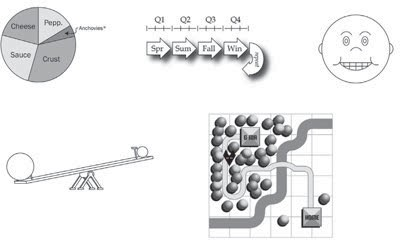 Cheese
Pepp.
Anchovies*
Sauce
Crust
Q1 Q2 Q3 Q4
Spr Sum Fall Win